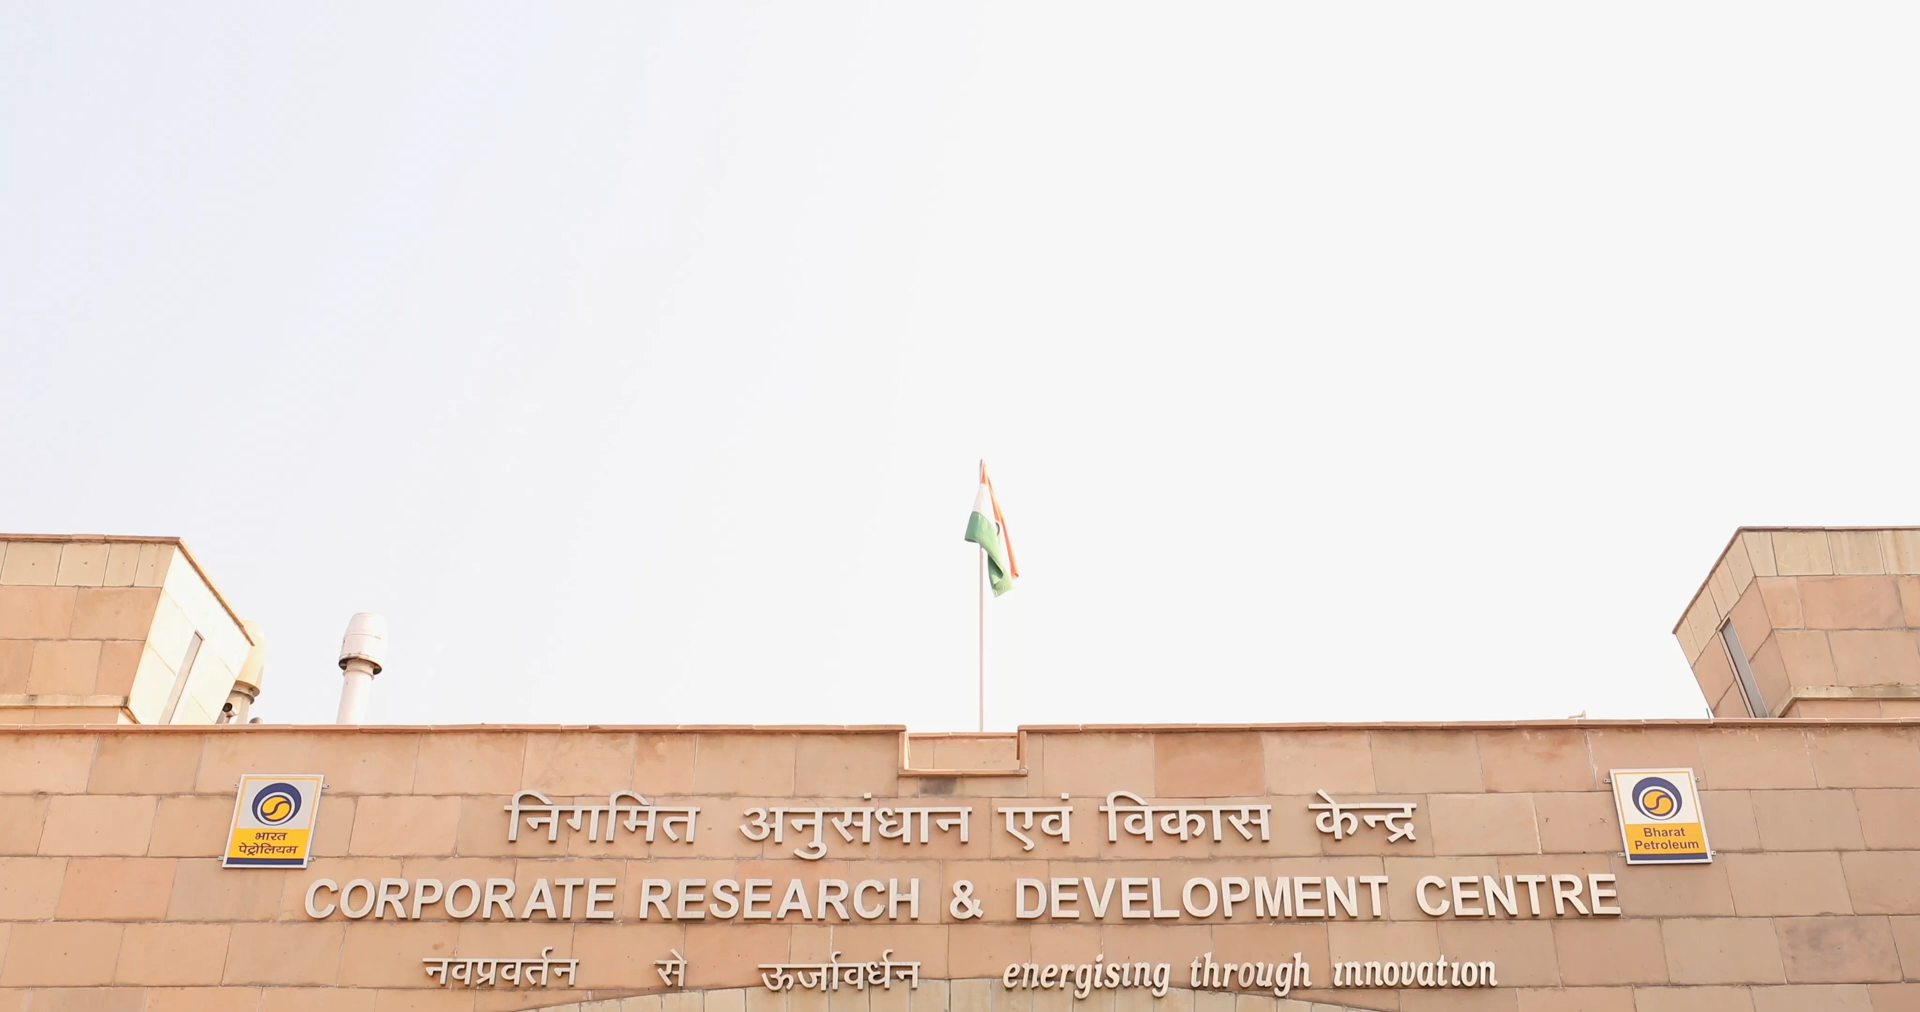 निगमित अनुसंधान एवं विकास केन्द्र
CORPORATE RESEARCH & DEVELOPMENT CENTRE
नवप्रवर्तन से ऊर्जावर्धन energising through innovation
भारत
पेट्रोलियम
Bharat
Petroleum